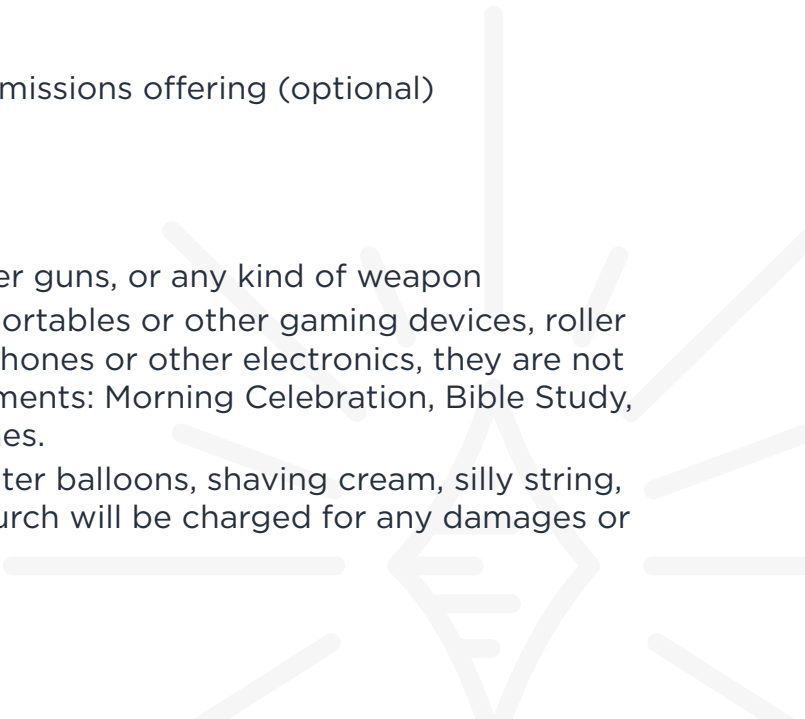 missions offering (optional)
er guns, or any kind of weapon
ortables or other gaming devices, roller
hones or other electronics, they are not
ments: Morning Celebration, Bible Study,
es.
ter balloons, shaving cream, silly string,
urch will be charged for any damages or